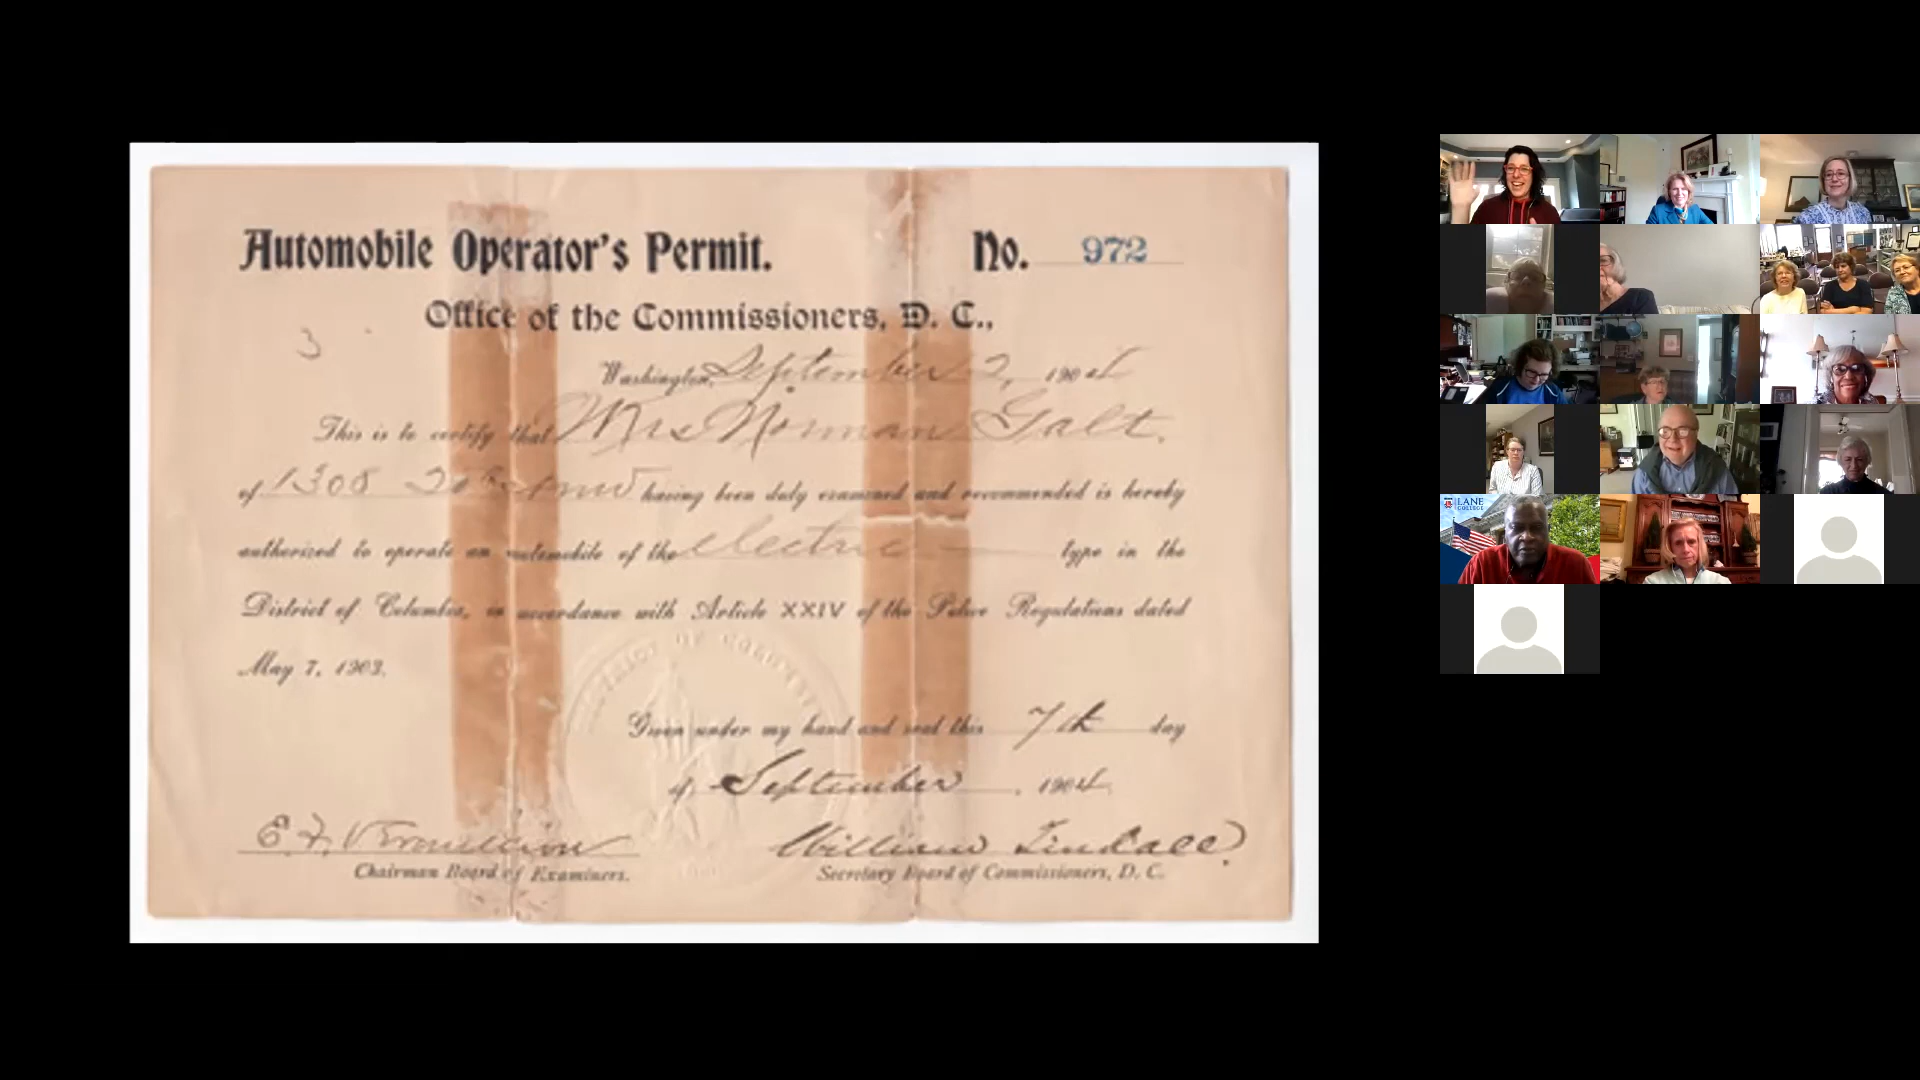 Automobile Operator's Permit. No. 972
Office of the Commissioners, D. C.,
Washington, September 2, 1904
This is to certify that Mrs Norman Galt.
of 1308 20th St NW having been duly examined and recommended is hereby
authorized to operate an automobile of the electric type in the
District of Columbia, in accordance with Article XXIV of the Police Regulations dated
May 7, 1903.
Given under my hand and seal this 7th day
of September, 1904
E. F. Vermillion William Tindall
Chairman Board of Examiners. Secretary Board of Commissioners, D. C.
3
DISTRICT OF COLUMBIA
LANE
COLLEGE